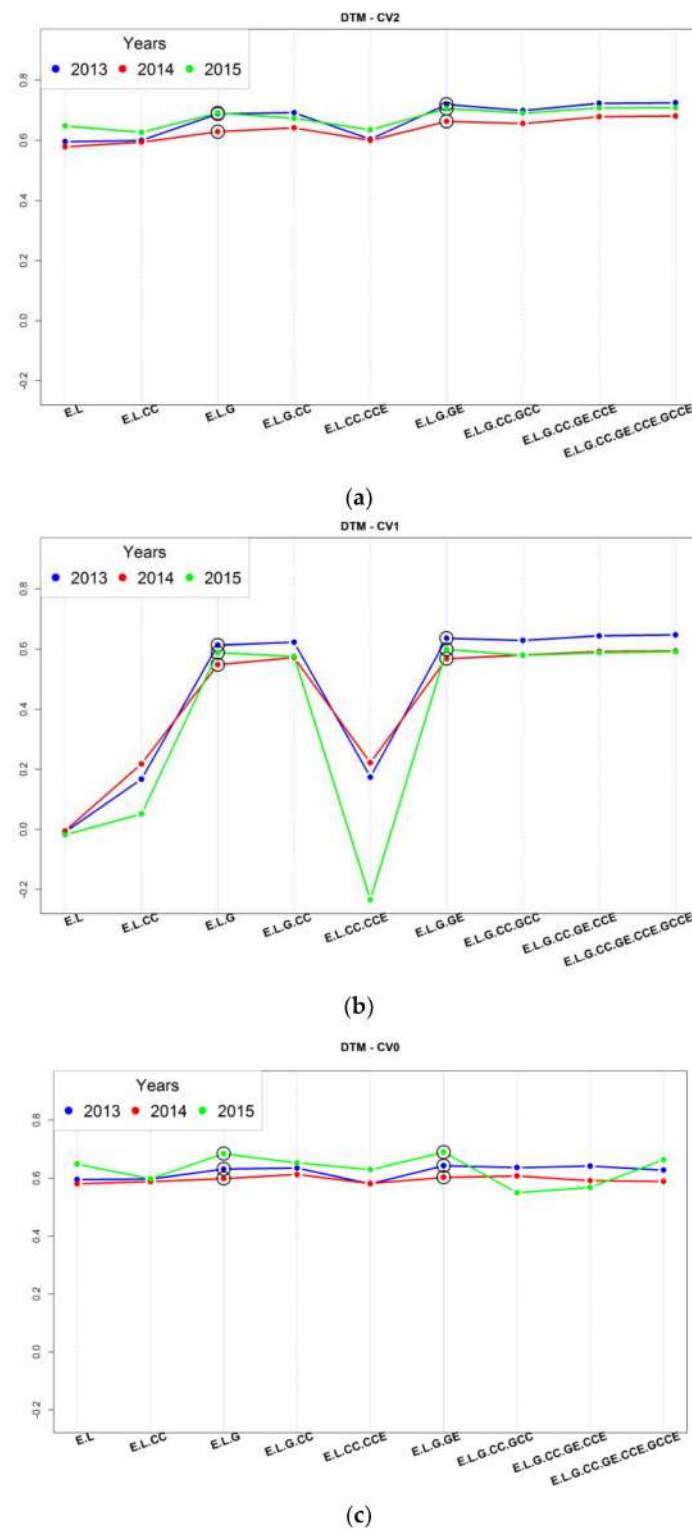 DTM - CV2
Years
2013 2014 2015
0.8
0.6
0.4
0.2
0.0
-0.2
E.L E.L.CC E.L.G E.L.G.CC E.L.CC.CCE E.L.G.GE E.L.G.CC.GCC E.L.G.CC.GE.CCE E.L.G.CC.GE.CCE.GCCE
(a)
DTM - CV1
Years
2013 2014 2015
0.8
0.6
0.4
0.2
0.0
-0.2
E.L E.L.CC E.L.G E.L.G.CC E.L.CC.CCE E.L.G.GE E.L.G.CC.GCC E.L.G.CC.GE.CCE E.L.G.CC.GE.CCE.GCCE
(b)
DTM - CV0
Years
2013 2014 2015
0.8
0.6
0.4
0.2
0.0
-0.2
E.L E.L.CC E.L.G E.L.G.CC E.L.CC.CCE E.L.G.GE E.L.G.CC.GCC E.L.G.CC.GE.CCE E.L.G.CC.GE.CCE.GCCE
(c)